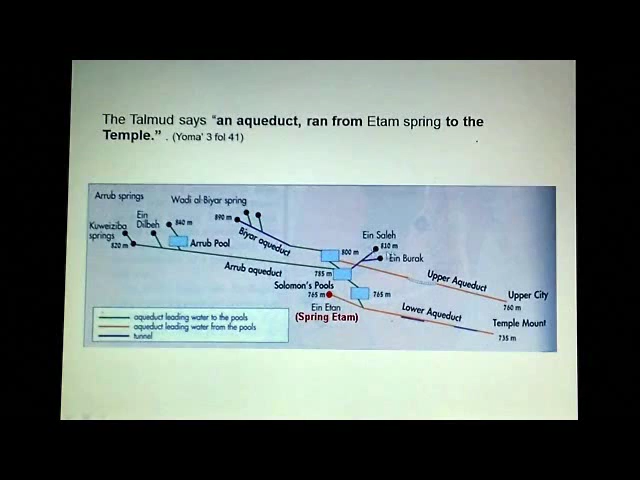 The Talmud says “an aqueduct, ran from Etam spring to the
Temple.” . (Yoma' 3 fol 41)
Arrub springs
Wadi al-Biyar spring
Kuweiziba
springs
820 m
Ein
Dilbeh
840 m
Arrub Pool
890 m
Biyar aqueduct
Arrub aqueduct
Ein Saleh
810 m
Ein Burak
800 m
785 m
Solomon's Pools
765 m
765 m
Ein Etan
(Spring Etam)
Upper Aqueduct
Upper City
760 m
Lower Aqueduct
Temple Mount
735 m
aqueduct leading water to the pools
aqueduct leading water from the pools
tunnel